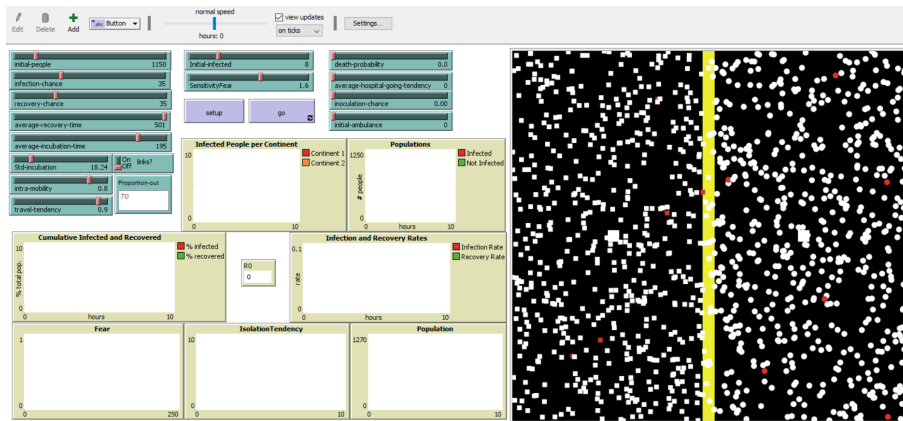 normal speed
view updates
Edit Delete Add abc Button hours: 0 on ticks Settings...
initial-people 1150
infection-chance 35
recovery-chance 35
average-recovery-time 501
average-incubation-time 195
Std-incubation 18.24
On
Off links?
intra-mobility 0.8
travel-tendency 0.9
Proportion-out
70
Initial-infected 8
SensitivityFear 1.6
setup go
death-probability 0.0
average-hospital-going-tendency 0
inoculation-chance 0.00
initial-ambulance 0
Infected People per Continent
10
Continent 1
Continent 2
0
0 10
Populations
1250
Infected
Not Infected
# people
0
0 hours 10
Cumulative Infected and Recovered
10
% infected
% recovered
% total pop.
0
0 hours 10
R0
0
Infection and Recovery Rates
0.1
Infection Rate
Recovery Rate
rate
0
0 hours 10
Fear
1
0
0 250
IsolationTendency
10
0
0 10
Population
1270
0
0 10